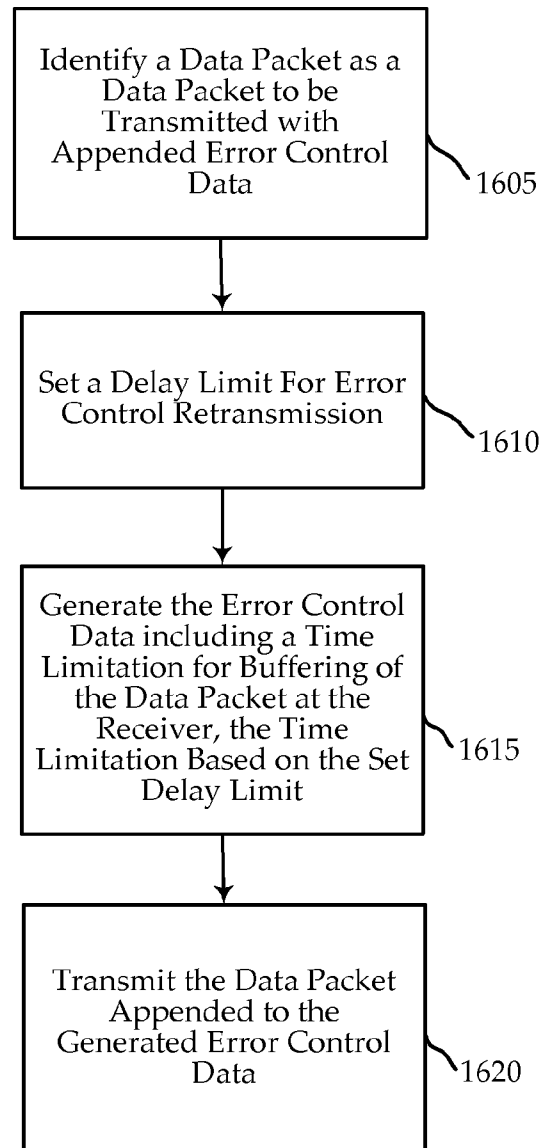 Identify a Data Packet as a
Data Packet to be
Transmitted with
Appended Error Control
Data
1605
Set a Delay Limit For Error
Control Retransmission
1610
Generate the Error Control
Data including a Time
Limitation for Buffering of
the Data Packet at the
Receiver, the Time
Limitation Based on the Set
Delay Limit
1615
Transmit the Data Packet
Appended to the
Generated Error Control
Data
1620